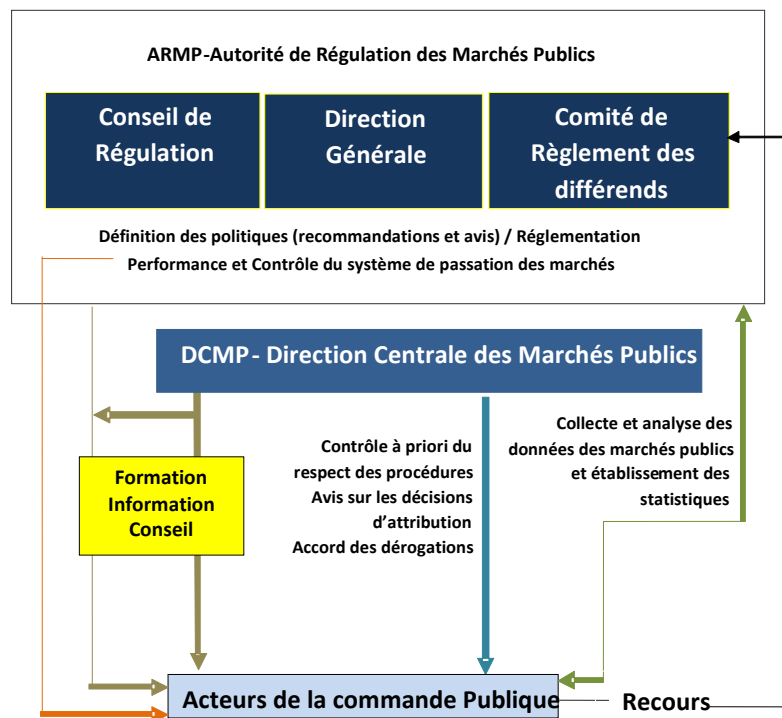 ARMP-Autorité de Régulation des Marchés Publics
Conseil de
Régulation
Direction
Générale
Comité de
Règlement des
différends
Définition des politiques (recommandations et avis) / Réglementation
Performance et Contrôle du système de passation des marchés
DCMP - Direction Centrale des Marchés Publics
Formation
Information
Conseil
Contrôle à priori du
respect des procédures
Avis sur les décisions
d'attribution
Accord des dérogations
Collecte et analyse des
données des marchés publics
et établissement des
statistiques
Acteurs de la commande Publique
Recours